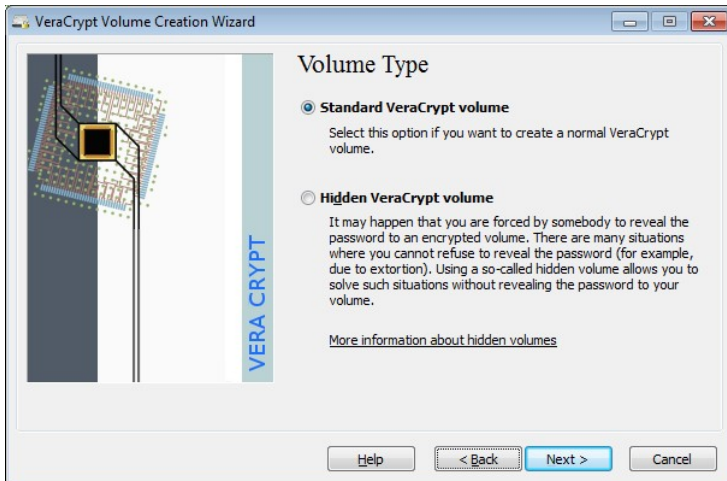 VeraCrypt Volume Creation Wizard
VERA CRYPT
Volume Type
Standard VeraCrypt volume
Select this option if you want to create a normal VeraCrypt
volume.
Hidden VeraCrypt volume
It may happen that you are forced by somebody to reveal the
password to an encrypted volume. There are many situations
where you cannot refuse to reveal the password (for example,
due to extortion). Using a so-called hidden volume allows you to
solve such situations without revealing the password to your
volume.
More information about hidden volumes
Help
< Back
Next >
Cancel